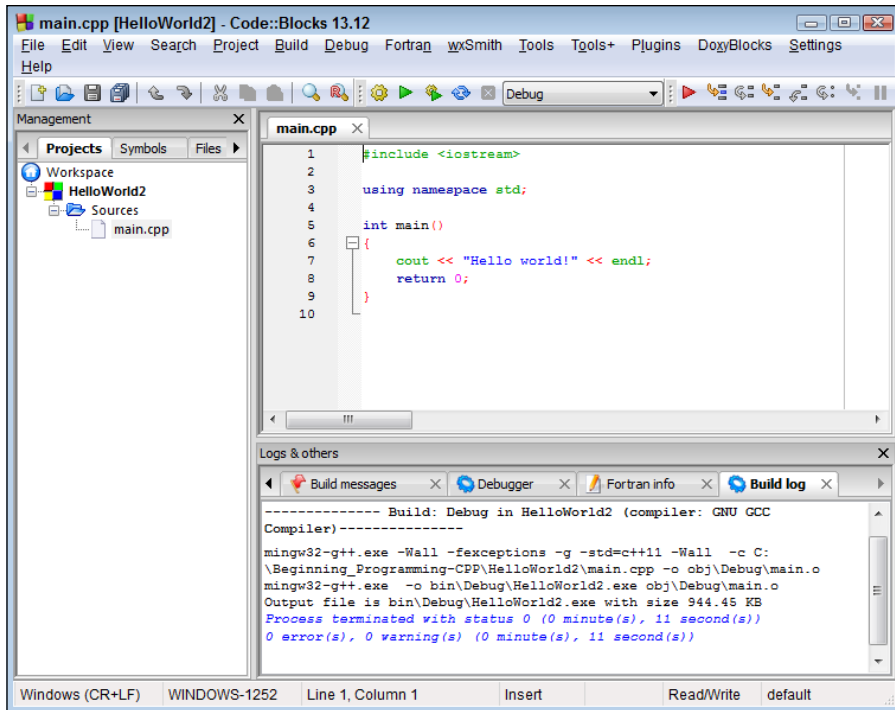 main.cpp [HelloWorld2] - Code::Blocks 13.12
File Edit View Search Project Build Debug Fortran wxSmith Tools Tools+ Plugins DoxyBlocks Settings
Help
Debug
Management
Projects Symbols Files
Workspace
HelloWorld2
Sources
main.cpp
main.cpp
1 #include <iostream>
2
3 using namespace std;
4
5 int main()
6 {
7 cout << "Hello world!" << endl;
8 return 0;
9 }
10
Logs & others
Build messages Debugger Fortran info Build log
-------------- Build: Debug in HelloWorld2 (compiler: GNU GCC
Compiler)---------------
mingw32-g++.exe -Wall -fexceptions -g -std=c++11 -Wall -c C:
\Beginning_Programming-CPP\HelloWorld2\main.cpp -o obj\Debug\main.o
mingw32-g++.exe -o bin\Debug\HelloWorld2.exe obj\Debug\main.o
Output file is bin\Debug\HelloWorld2.exe with size 944.45 KB
Process terminated with status 0 (0 minute(s), 11 second(s))
0 error(s), 0 warning(s) (0 minute(s), 11 second(s))
Windows (CR+LF) WINDOWS-1252 Line 1, Column 1 Insert Read/Write default